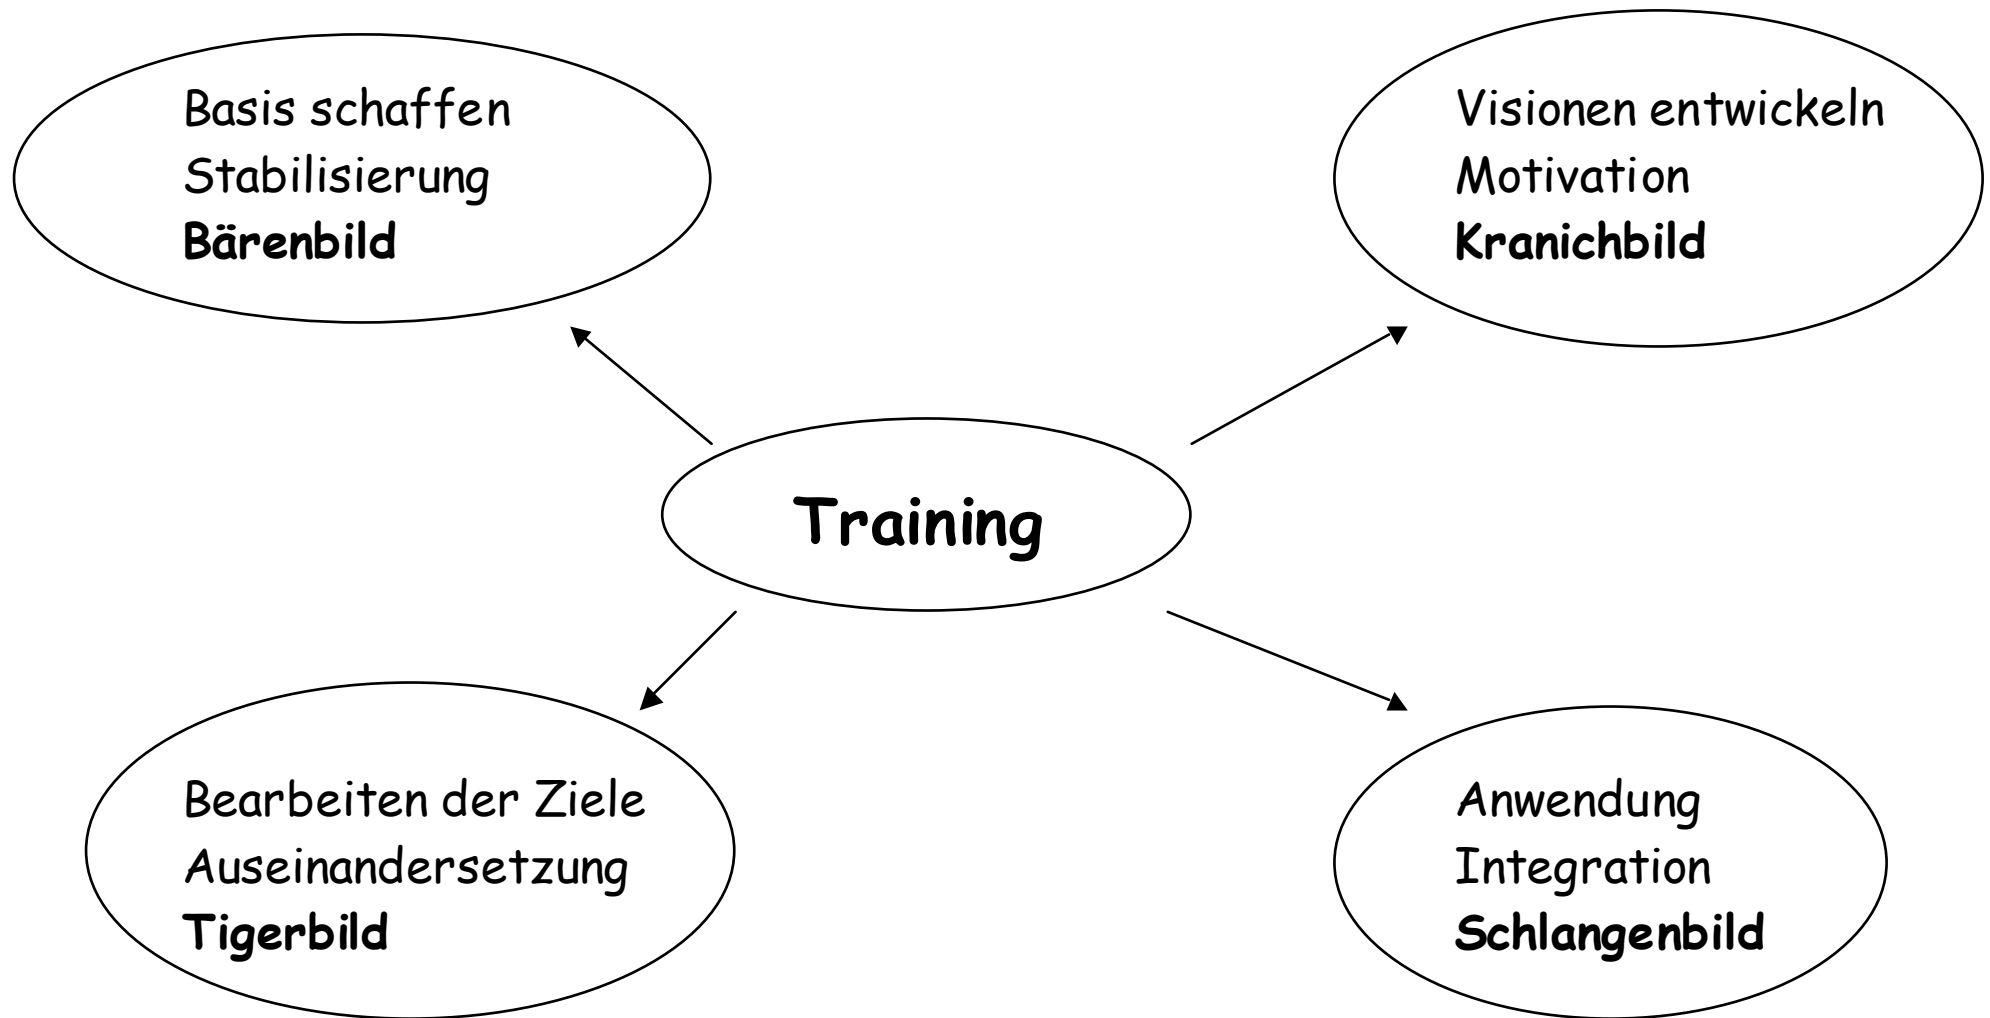 Basis schaffen
Stabilisierung
Bärenbild
Visionen entwickeln
Motivation
Kranichbild
Training
Bearbeiten der Ziele
Auseinandersetzung
Tigerbild
Anwendung
Integration
Schlangenbild